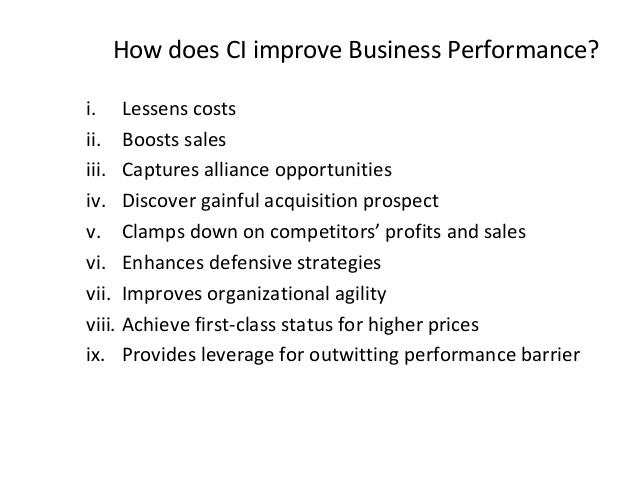 How does CI improve Business Performance?
i. Lessens costs
ii. Boosts sales
iii. Captures alliance opportunities
iv. Discover gainful acquisition prospect
v. Clamps down on competitors’ profits and sales
vi. Enhances defensive strategies
vii. Improves organizational agility
viii. Achieve first-class status for higher prices
ix. Provides leverage for outwitting performance barrier